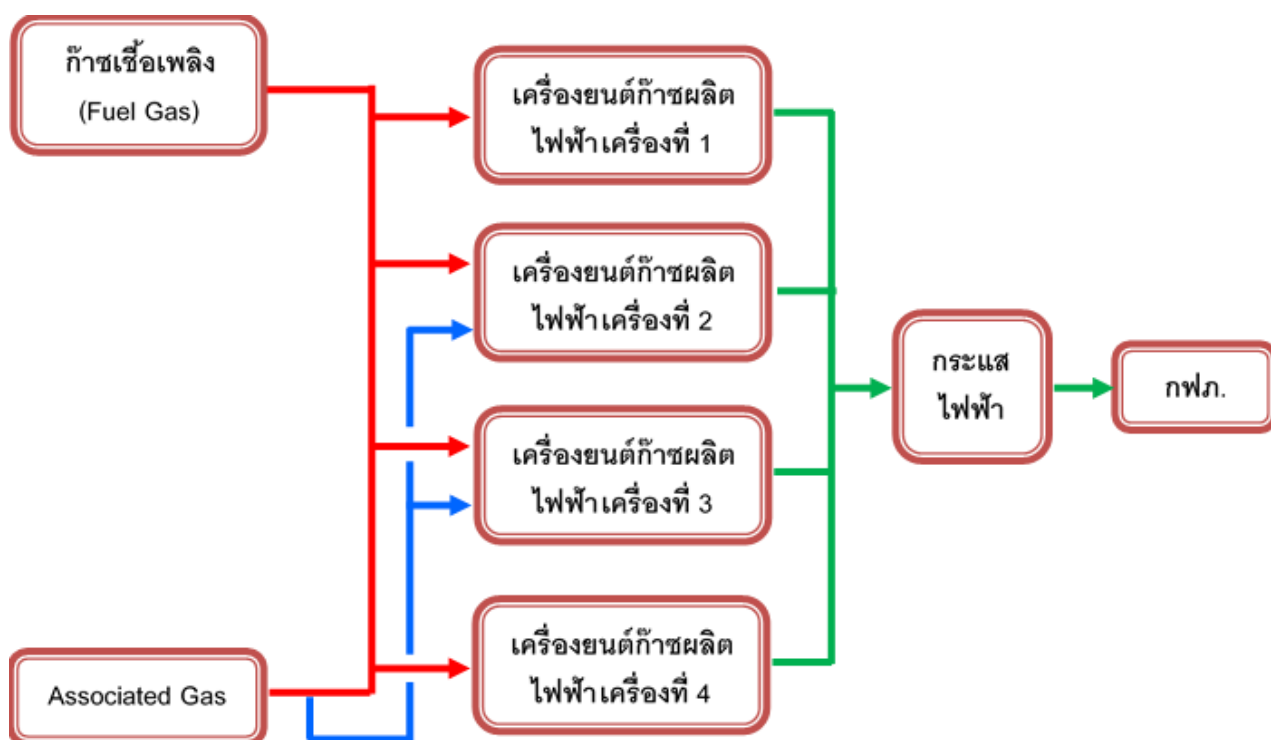 ก๊าซเชื้อเพลิง
(Fuel Gas)
เครื่องยนต์ก๊าซผลิต
ไฟฟ้าเครื่องที่ 1
เครื่องยนต์ก๊าซผลิต
ไฟฟ้าเครื่องที่ 2
เครื่องยนต์ก๊าซผลิต
ไฟฟ้าเครื่องที่ 3
เครื่องยนต์ก๊าซผลิต
ไฟฟ้าเครื่องที่ 4
Associated Gas
กระแส
ไฟฟ้า
กฟภ.